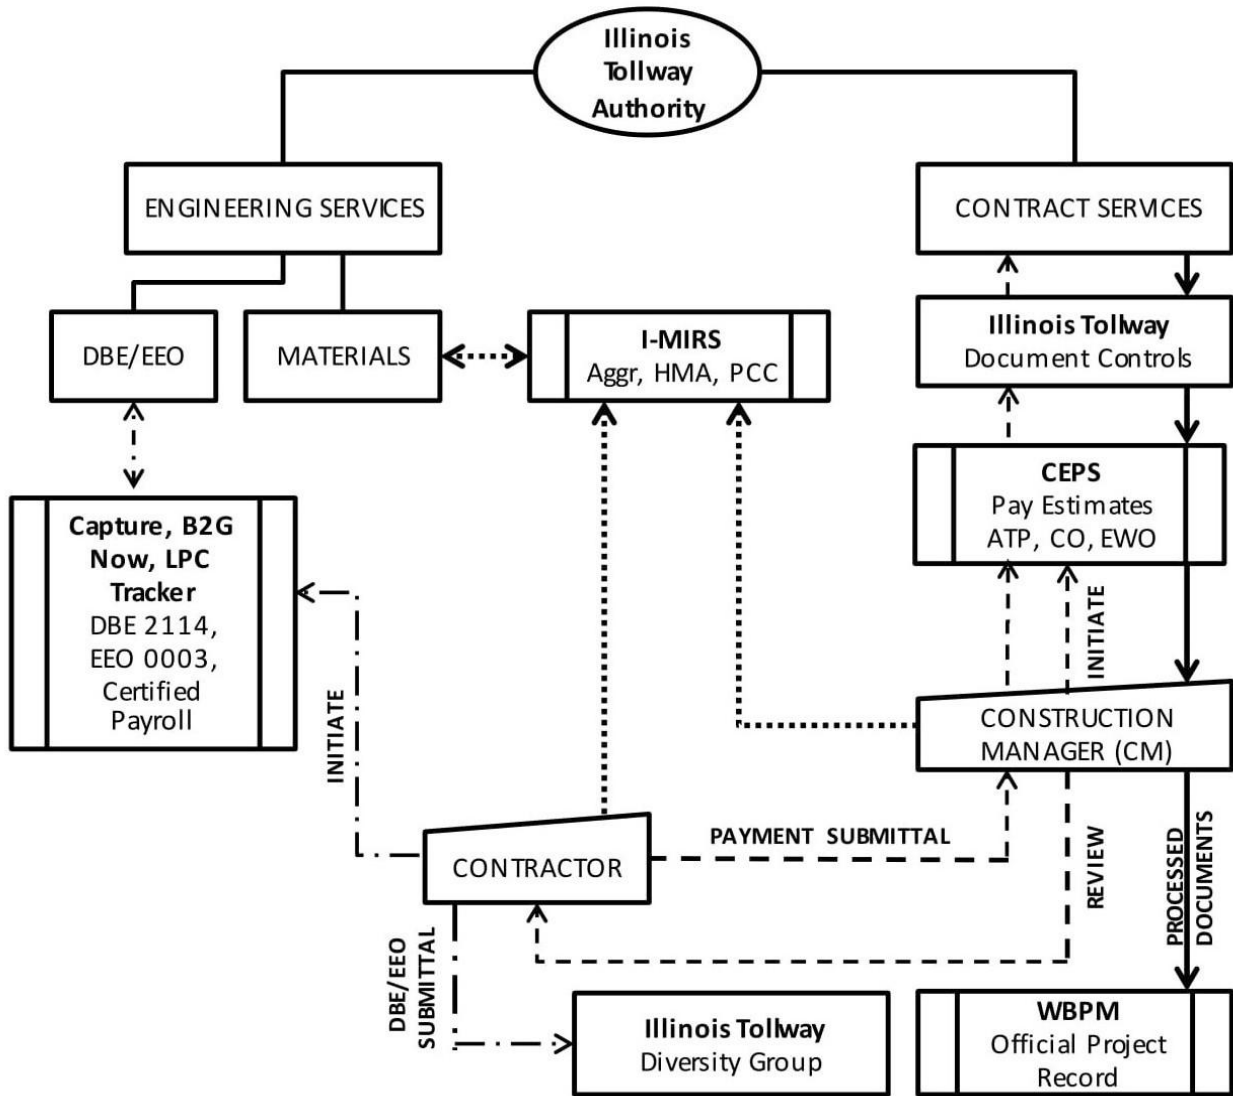 Illinois
Tollway
Authority
ENGINEERING SERVICES
CONTRACT SERVICES
DBE/EEO
MATERIALS
I-MIRS
Aggr, HMA, PCC
Illinois Tollway
Document Controls
CEPS
Pay Estimates
ATP, CO, EWO
Capture, B2G
Now, LPC
Tracker
DBE 2114,
EEO 0003,
Certified
Payroll
INITIATE
INITIATE
CONSTRUCTION
MANAGER (CM)
CONTRACTOR
PAYMENT SUBMITTAL
REVIEW
PROCESSED
DOCUMENTS
DBE/EEO
SUBMITTAL
Illinois Tollway
Diversity Group
WBPM
Official Project
Record